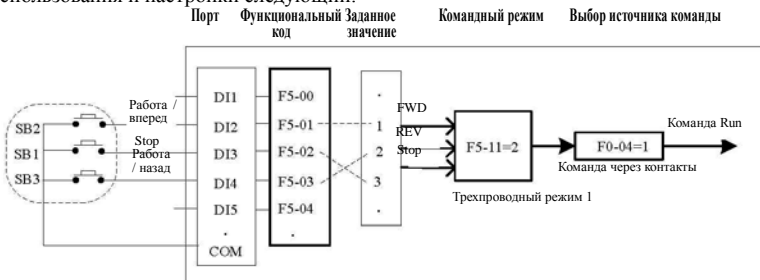 спользования и настройки следующий:
Порт Функциональный код Заданное значение Командный режим Выбор источника команды
SB2
SB1
SB3
Работа / вперед
Stop
Работа / назад
DI1
DI2
DI3
DI4
DI5
.
COM
F5-00
F5-01
F5-02
F5-03
F5-04
.
.
1
2
3
.
FWD
REV
Stop
F5-11=2
Трехпроводный режим 1
F0-04=1
Команда через контакты
Команда Run